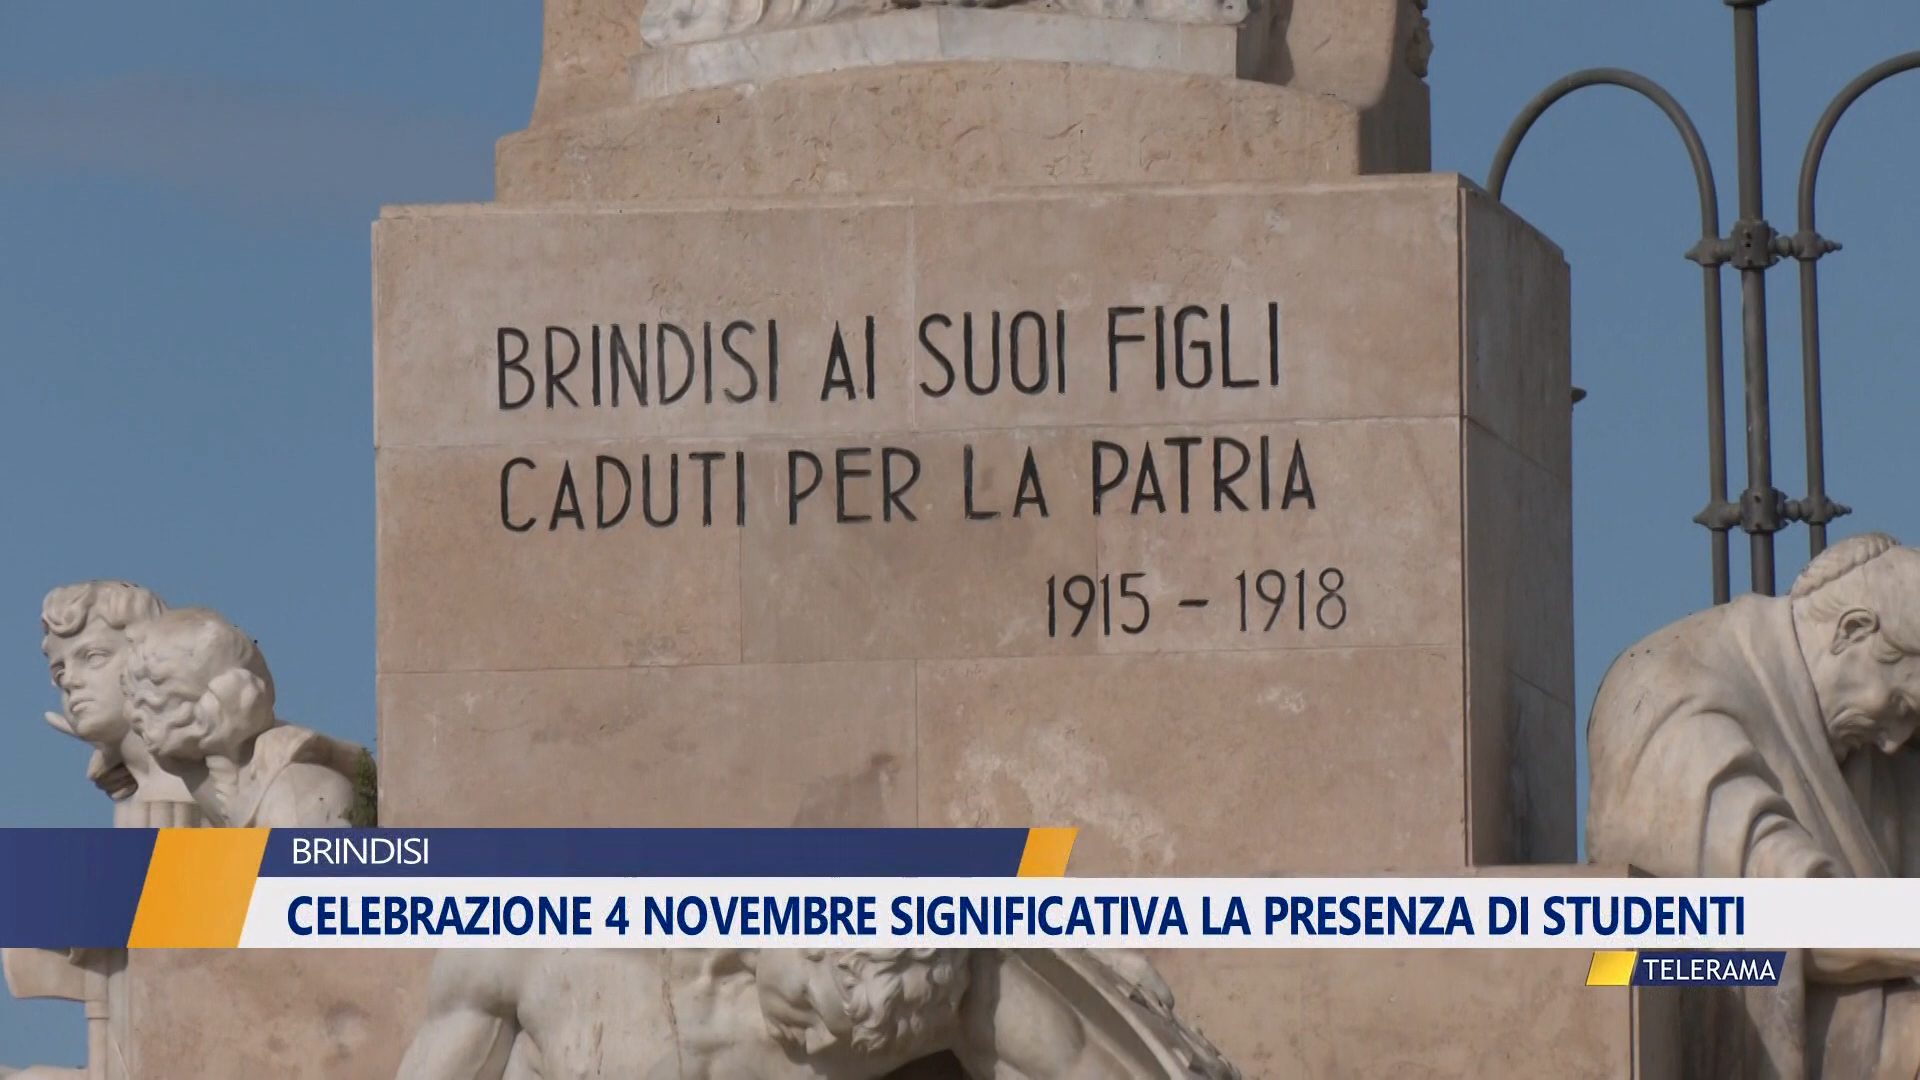 BRINDISI AI SUOI FIGLI
CADUTI PER LA PATRIA
1915 - 1918
BRINDISI
CELEBRAZIONE 4 NOVEMBRE SIGNIFICATIVA LA PRESENZA DI STUDENTI
TELERAMA